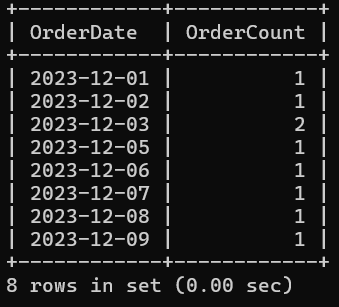 +------------+------------+
| OrderDate  | OrderCount |
+------------+------------+
| 2023-12-01 |          1 |
| 2023-12-02 |          1 |
| 2023-12-03 |          2 |
| 2023-12-05 |          1 |
| 2023-12-06 |          1 |
| 2023-12-07 |          1 |
| 2023-12-08 |          1 |
| 2023-12-09 |          1 |
+------------+------------+
8 rows in set (0.00 sec)